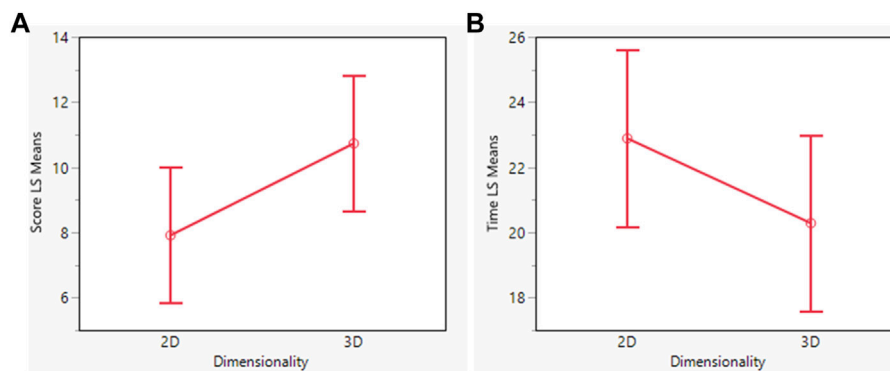 A
14
12
10
8
6
Score LS Means
2D 3D
Dimensionality
B
26
24
22
20
18
Time LS Means
2D 3D
Dimensionality